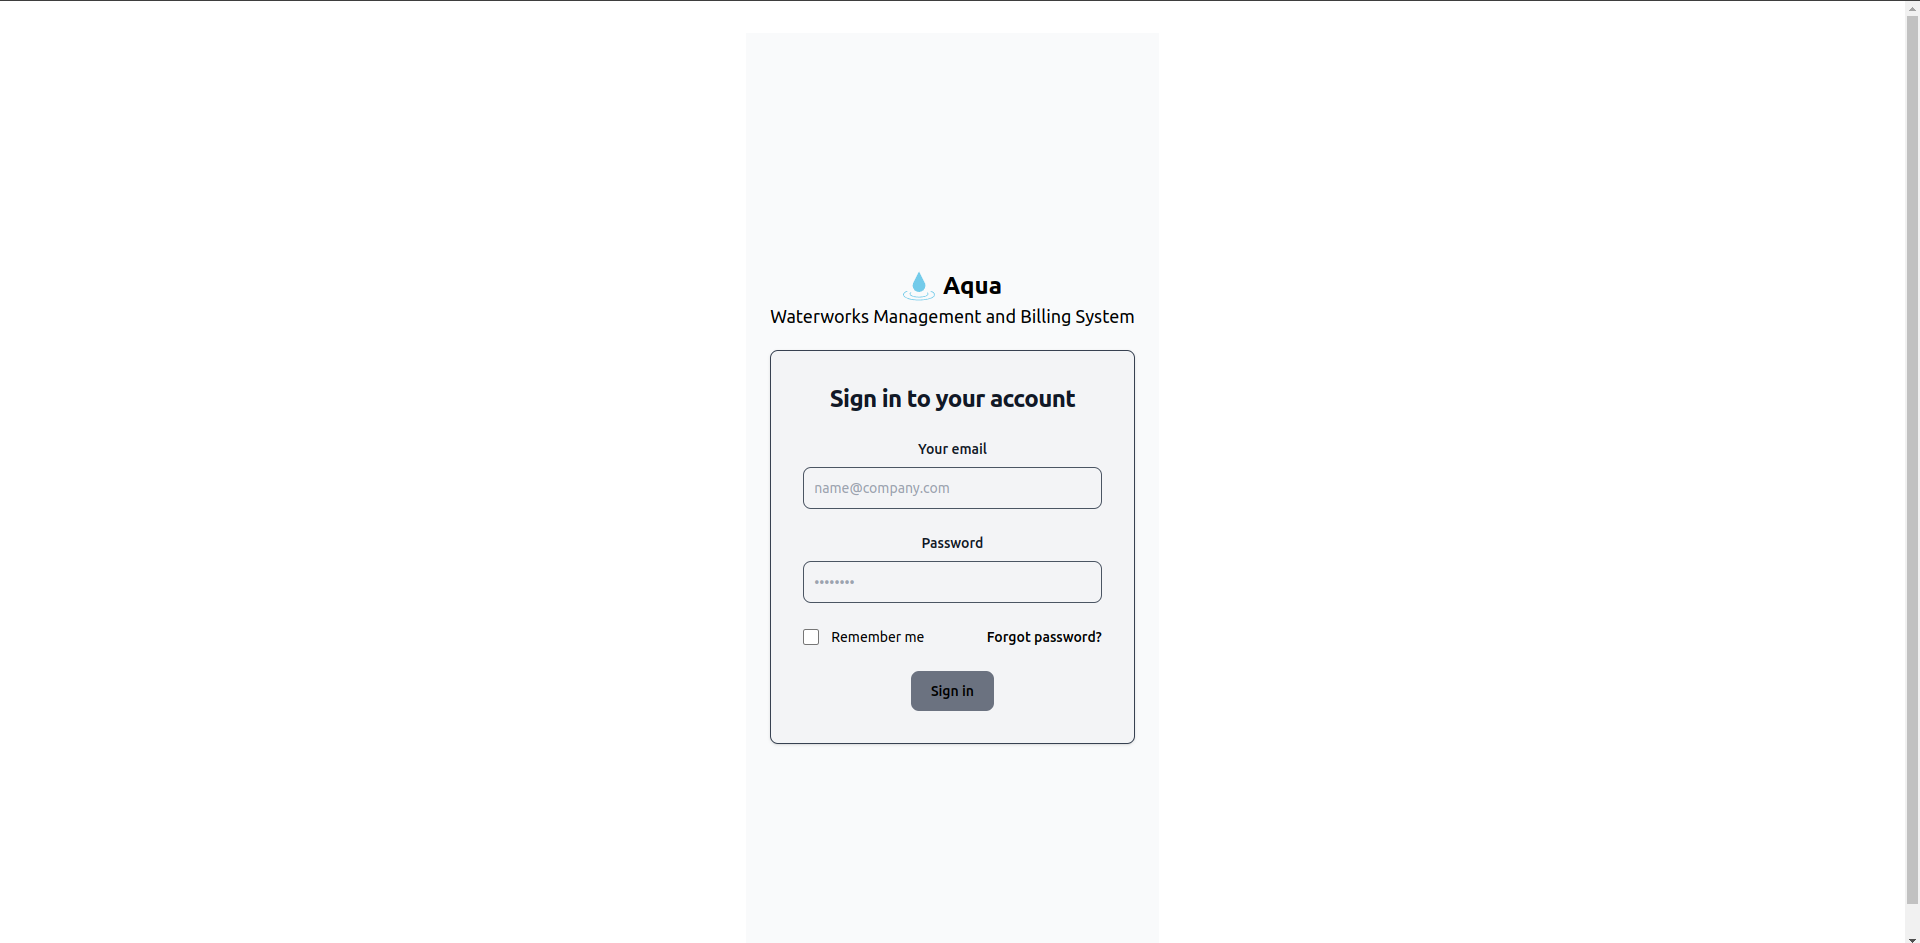 Aqua
Waterworks Management and Billing System
Sign in to your account
Your email
name@company.com
Password
••••••••
Remember me
Forgot password?
Sign in